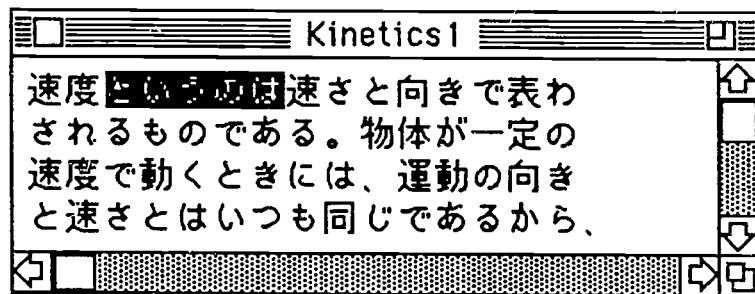 Kinetics1
速度というのは速さと向きで表わ
されるものである。物体が一定の
速度で動くときには、運動の向き
と速さとはいつも同じであるから、